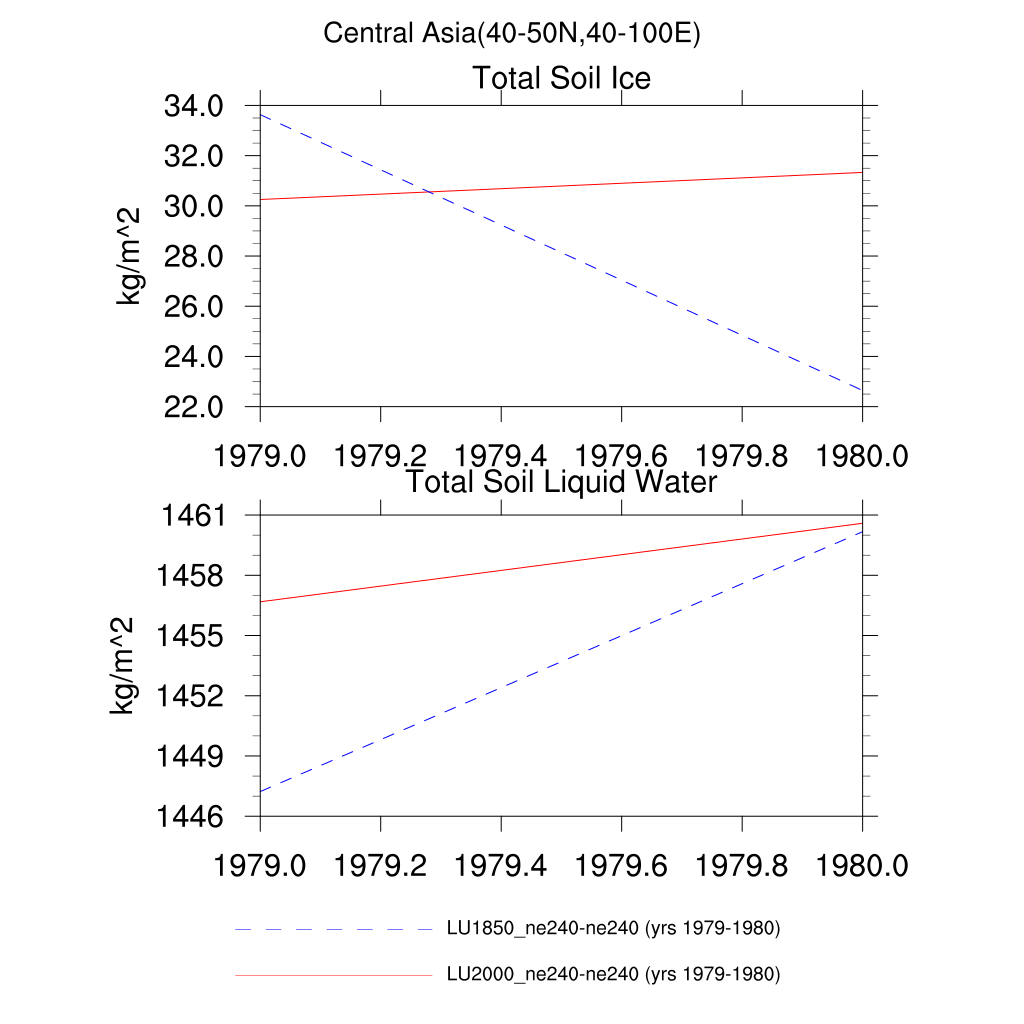 Central Asia(40-50N,40-100E)
Total Soil Ice
34.0
32.0
30.0
28.0
26.0
24.0
22.0
kg/m^2
1979.0 1979.2 1979.4 1979.6 1979.8 1980.0
Total Soil Liquid Water
1461
1458
1455
1452
1449
1446
kg/m^2
1979.0 1979.2 1979.4 1979.6 1979.8 1980.0
LU1850_ne240-ne240 (yrs 1979-1980)
LU2000_ne240-ne240 (yrs 1979-1980)